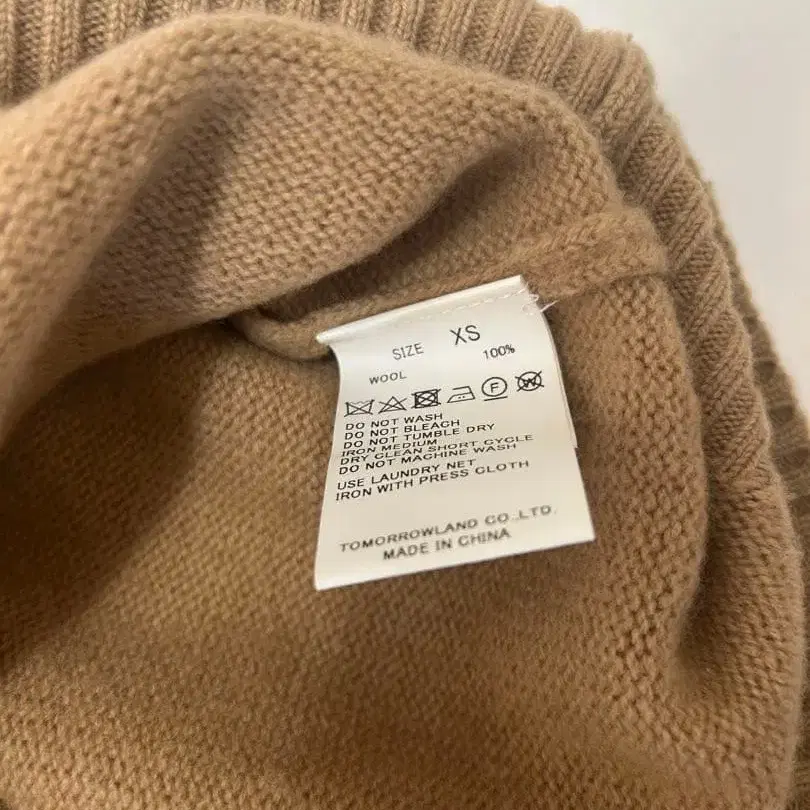 SIZE XS
WOOL 100%
F W
DO NOT WASH
DO NOT BLEACH
DO NOT TUMBLE DRY
IRON MEDIUM
DRY CLEAN SHORT CYCLE
DO NOT MACHINE WASH
USE LAUNDRY NET
IRON WITH PRESS CLOTH
TOMORROWLAND CO.,LTD.
MADE IN CHINA